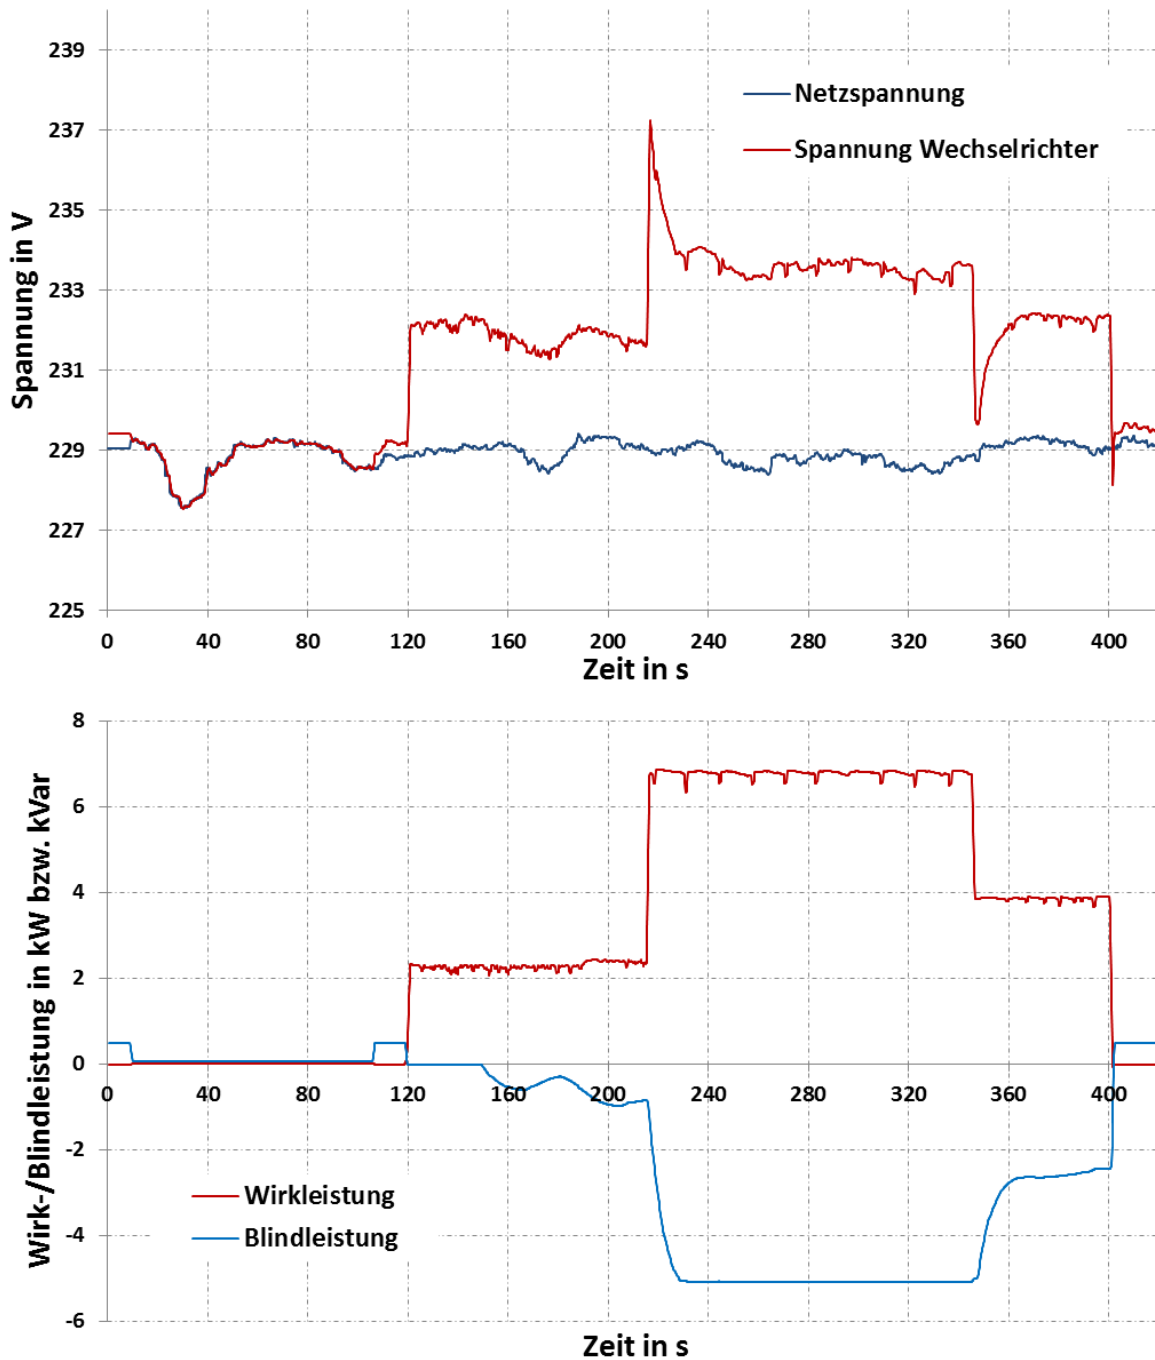 239
237
235
233
231
229
227
225
Spannung in V
Netzspannung
Spannung Wechselrichter
0 40 80 120 160 200 240 280 320 360 400
Zeit in s
8
6
4
2
0
-2
-4
-6
Wirk-/Blindleistung in kW bzw. kVar
0 40 80 120 160 200 240 280 320 360 400
Wirkleistung
Blindleistung
Zeit in s